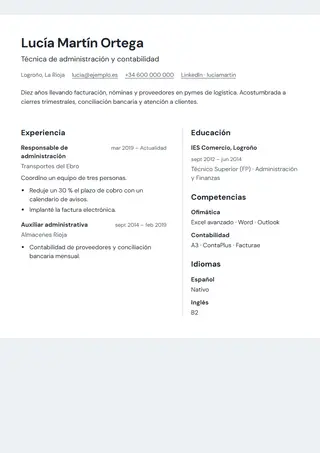 Lucía Martín Ortega
Técnica de administración y contabilidad
Logroño, La Rioja lucia@ejemplo.es +34 600 000 000 LinkedIn · luciamartin
Diez años llevando facturación, nóminas y proveedores en pymes de logística. Acostumbrada a
cierres trimestrales, conciliación bancaria y atención a clientes.
Experiencia
Responsable de
administración
mar 2019 – Actualidad
Transportes del Ebro
Coordino un equipo de tres personas.
• Reduje un 30 % el plazo de cobro con un
calendario de avisos.
• Implanté la factura electrónica.
Auxiliar administrativa
sept 2014 – feb 2019
Almacenes Rioja
• Contabilidad de proveedores y conciliación
bancaria mensual.
Educación
IES Comercio, Logroño
sept 2012 – jun 2014
Técnico Superior (FP) · Administración
y Finanzas
Competencias
Ofimática
Excel avanzado · Word · Outlook
Contabilidad
A3 · ContaPlus · Facturae
Idiomas
Español
Nativo
Inglés
B2